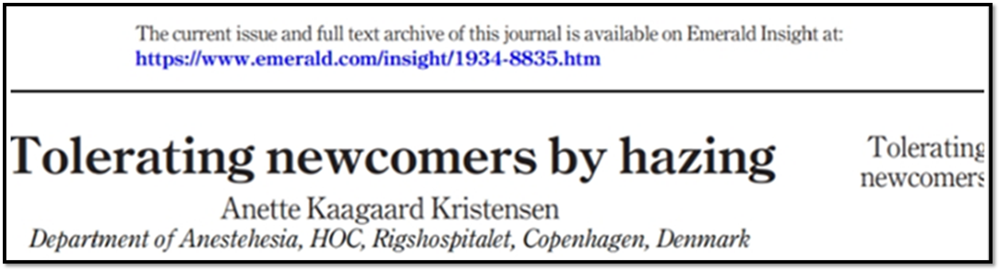 The current issue and full text archive of this journal is available on Emerald Insight at:
https://www.emerald.com/insight/1934-8835.htm
Tolerating newcomers by hazing
Tolerating
newcomers
Anette Kaagaard Kristensen
Department of Anestehesia, HOC, Rigshospitalet, Copenhagen, Denmark